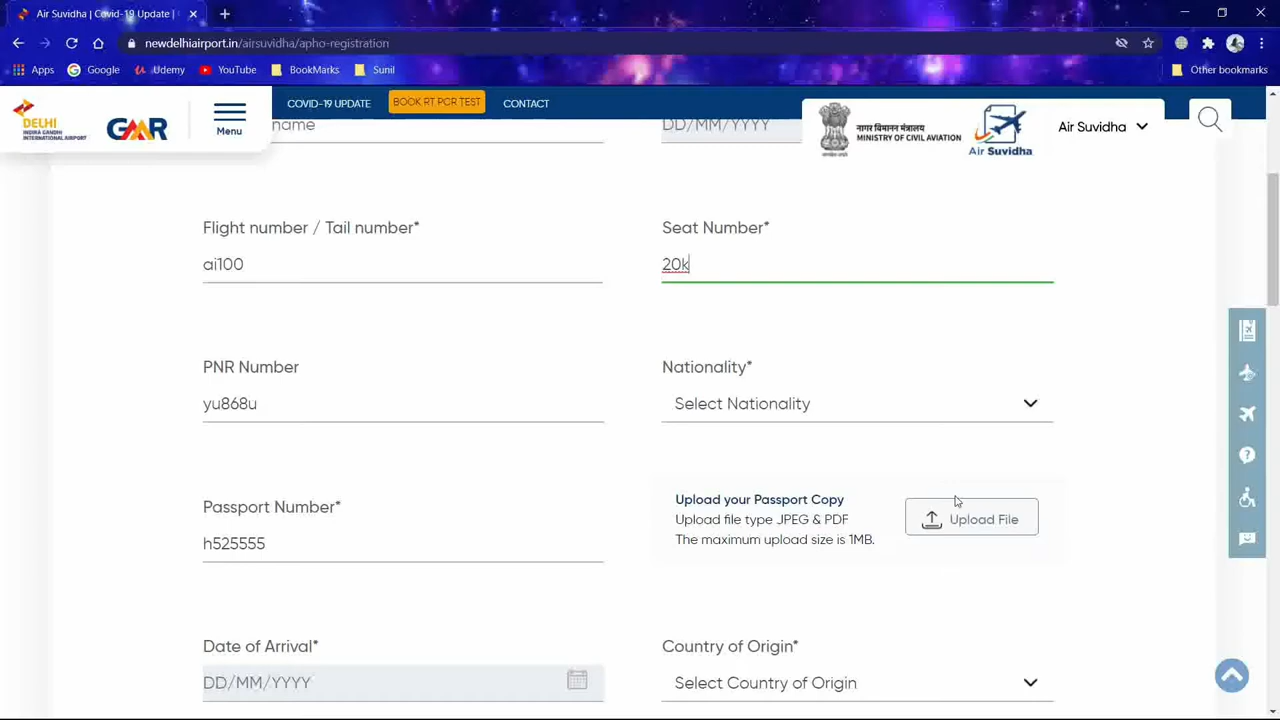 Air Suvidha | Covid-19 Update |
newdelhiairport.in/airsuvidha/apho-registration
Apps
Google
Udemy
YouTube
BookMarks
Sunil
Other bookmarks
DELHI
INDIRA GANDHI
INTERNATIONAL AIRPORT
GMR
Menu
COVID-19 UPDATE
BOOK RT PCR TEST
CONTACT
नागर विमानन मंत्रालय
MINISTRY OF CIVIL AVIATION
Air Suvidha
Air Suvidha
name
DD/MM/YYYY
Flight number / Tail number*
Seat Number*
ai100
20k
PNR Number
Nationality*
yu868u
Select Nationality
Passport Number*
h525555
Upload your Passport Copy
Upload file type JPEG & PDF
The maximum upload size is 1MB.
Upload File
Date of Arrival*
Country of Origin*
DD/MM/YYYY
Select Country of Origin